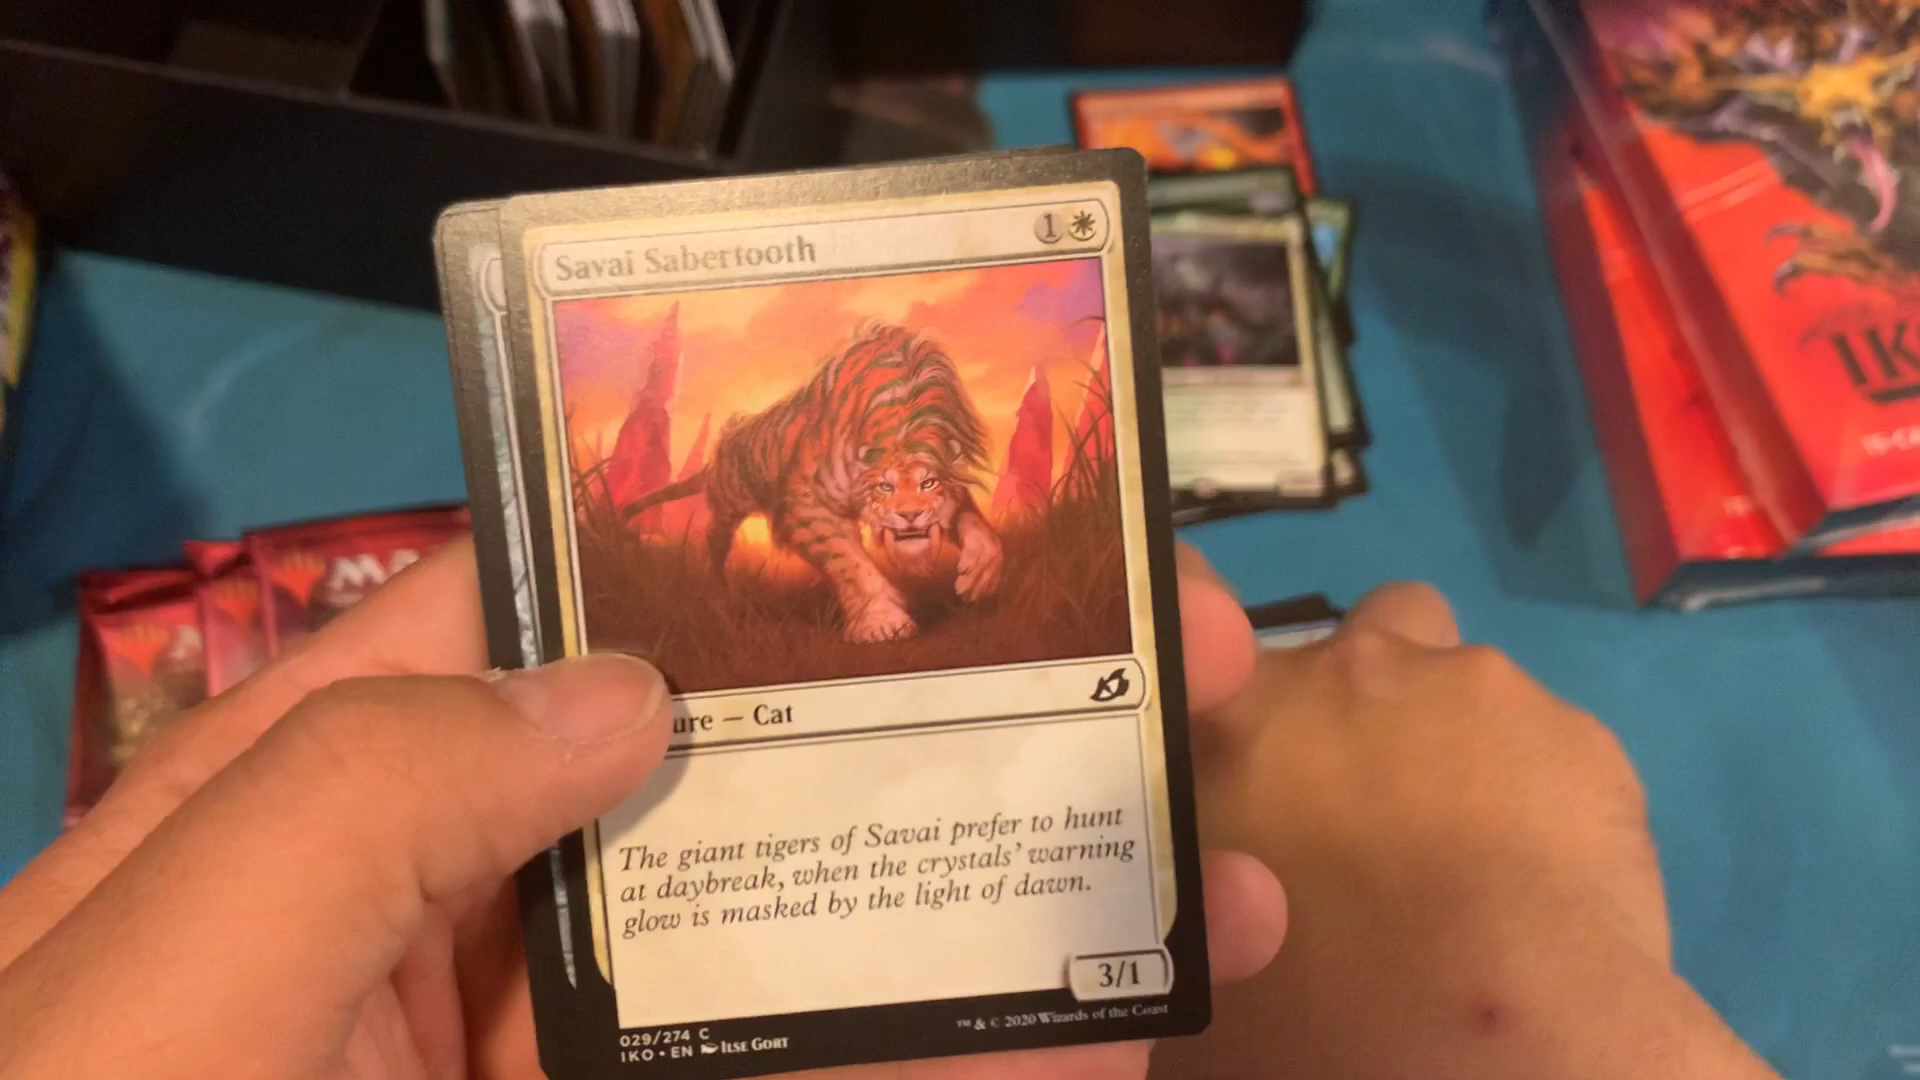 Savai Sabertooth
1
ure — Cat
The giant tigers of Savai prefer to hunt
at daybreak, when the crystals' warning
glow is masked by the light of dawn.
3/1
029/274 C
IKO • EN ILSE GORT
™ & © 2020 Wizards of the Coast
MA
IK